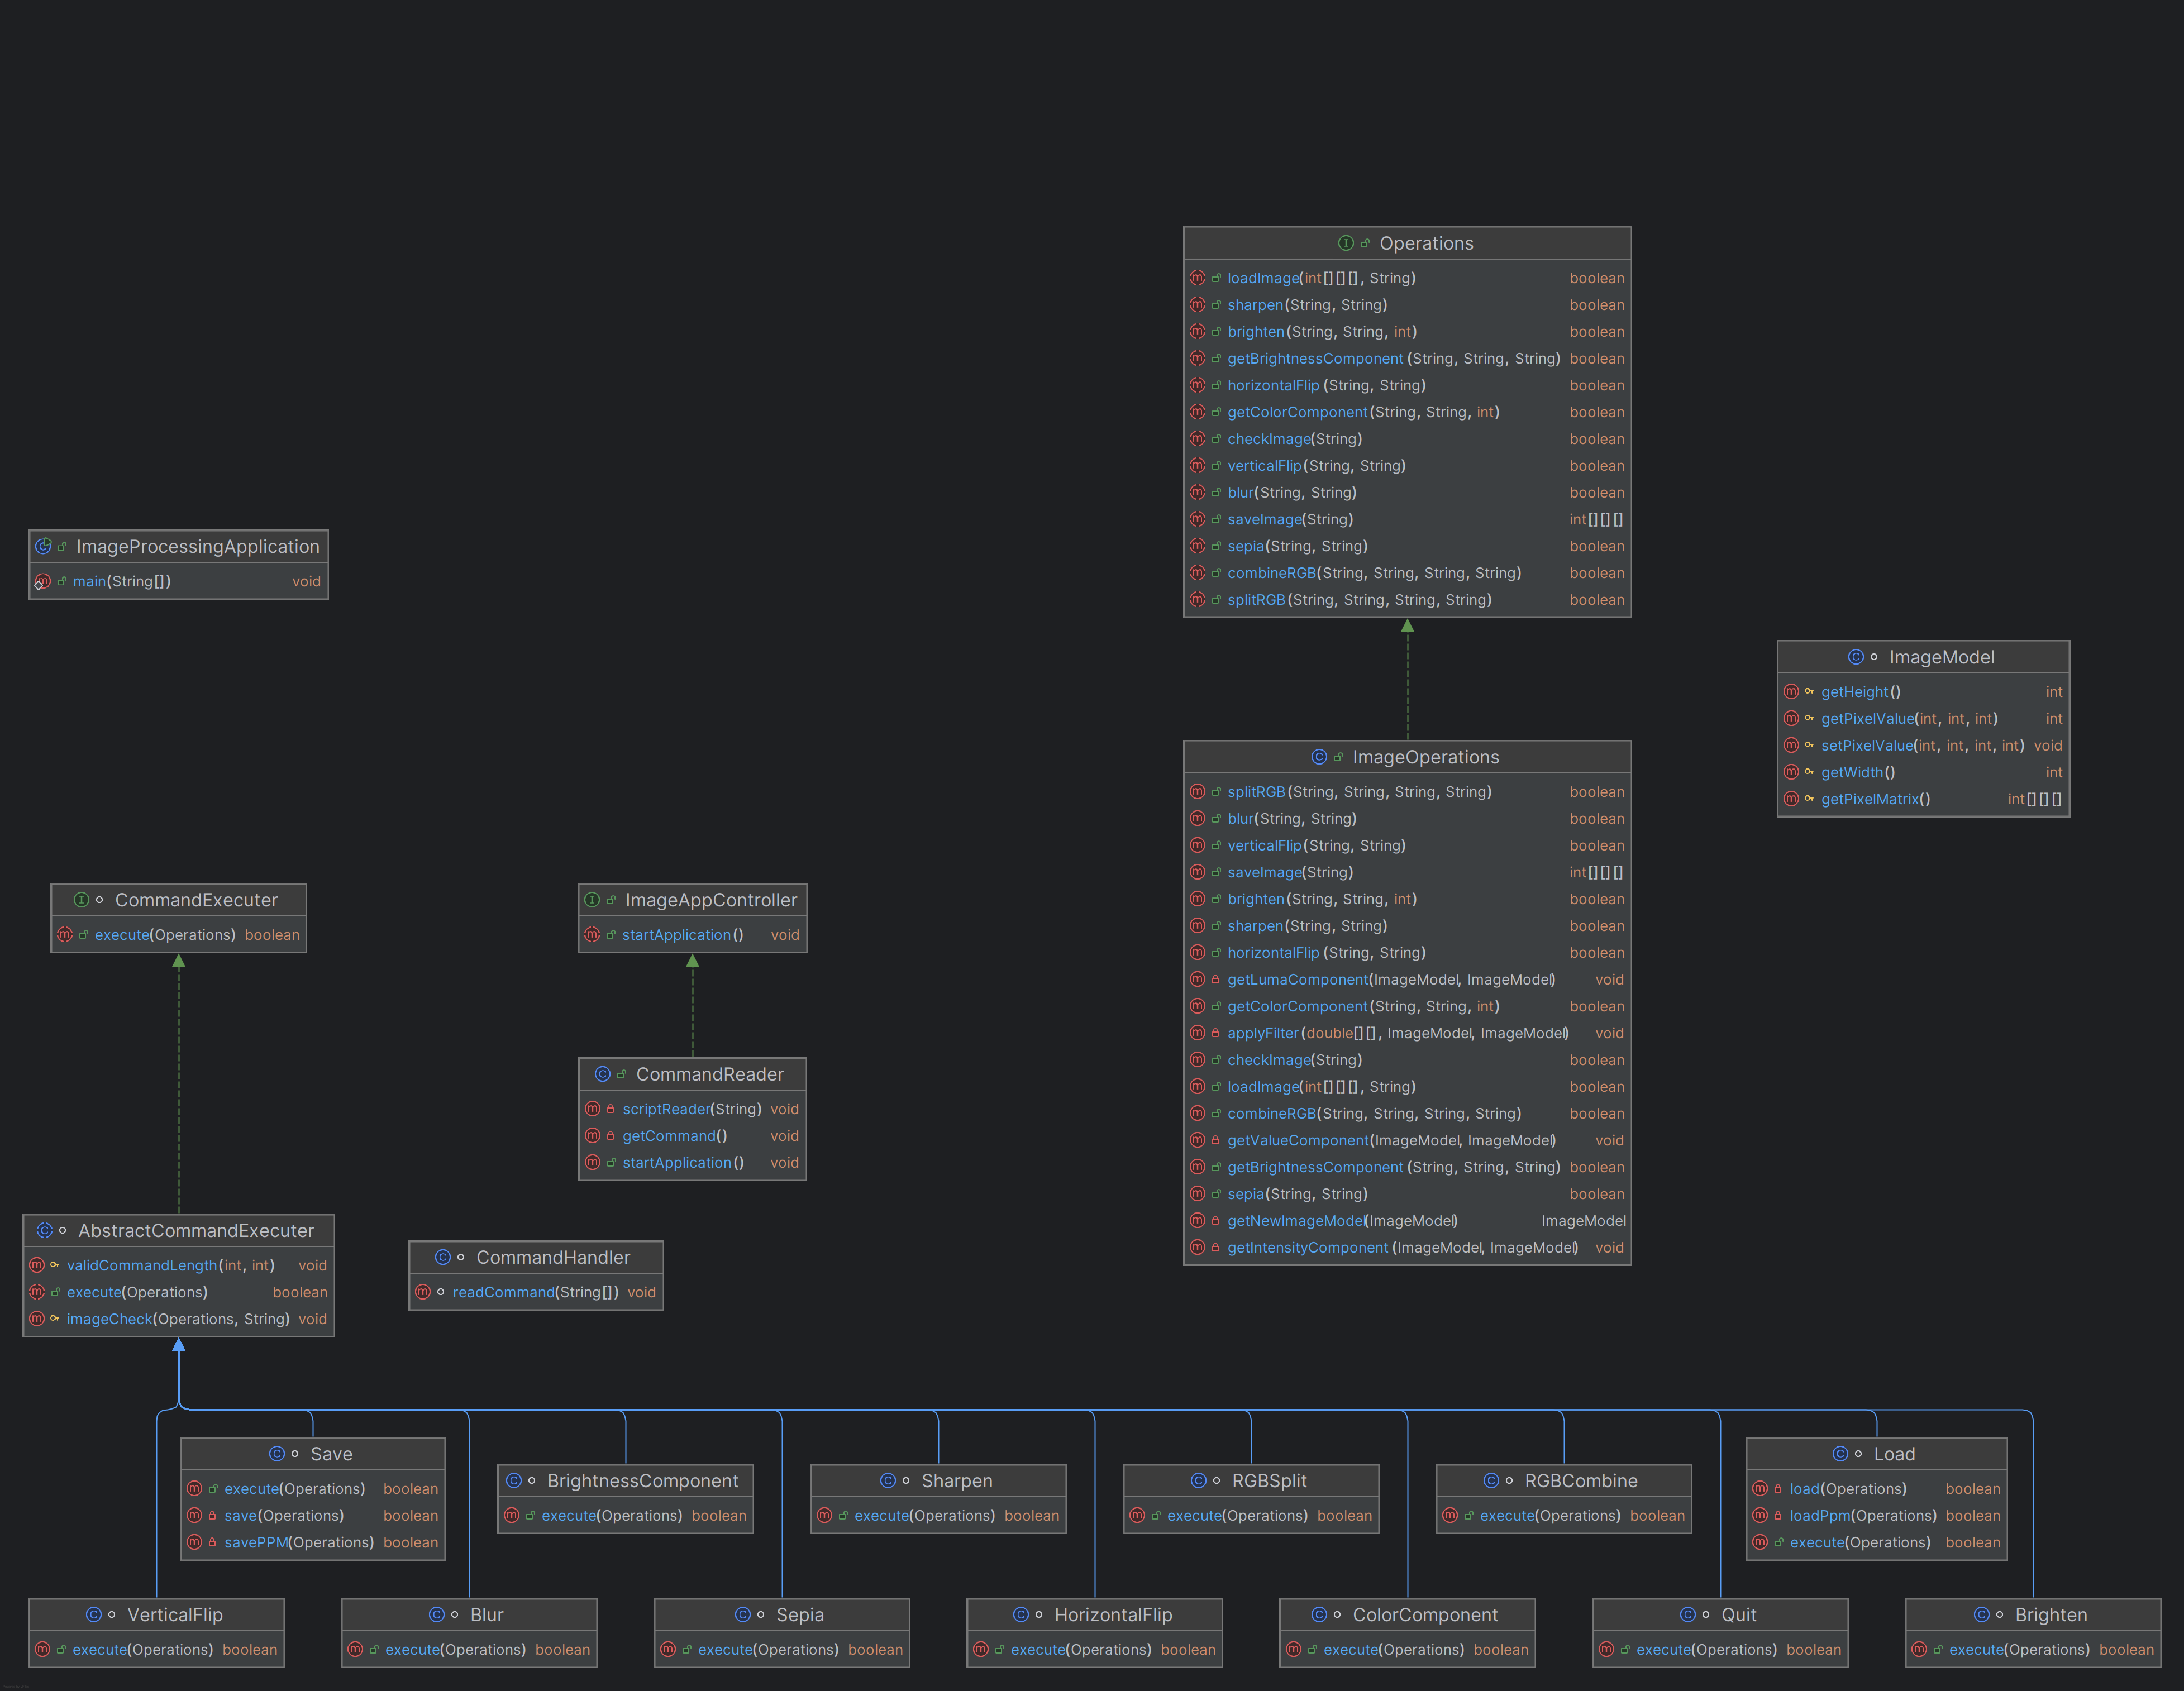 Operations
loadImage(int[][][], String) boolean
sharpen(String, String) boolean
brighten(String, String, int) boolean
getBrightnessComponent(String, String, String) boolean
horizontalFlip(String, String) boolean
getColorComponent(String, String, int) boolean
checkImage(String) boolean
verticalFlip(String, String) boolean
blur(String, String) boolean
saveImage(String) int[][][]
sepia(String, String) boolean
combineRGB(String, String, String, String) boolean
splitRGB(String, String, String, String) boolean
ImageProcessingApplication
main(String[]) void
ImageModel
getHeight() int
getPixelValue(int, int, int) int
setPixelValue(int, int, int, int) void
getWidth() int
getPixelMatrix() int[][][]
ImageOperations
splitRGB(String, String, String, String) boolean
blur(String, String) boolean
verticalFlip(String, String) boolean
saveImage(String) int[][][]
brighten(String, String, int) boolean
sharpen(String, String) boolean
horizontalFlip(String, String) boolean
getLumaComponent(ImageModel, ImageModel) void
getColorComponent(String, String, int) boolean
applyFilter(double[][], ImageModel, ImageModel) void
checkImage(String) boolean
loadImage(int[][][], String) boolean
combineRGB(String, String, String, String) boolean
getValueComponent(ImageModel, ImageModel) void
getBrightnessComponent(String, String, String) boolean
sepia(String, String) boolean
getNewImageModel(ImageModel) ImageModel
getIntensityComponent(ImageModel, ImageModel) void
CommandExecuter
execute(Operations) boolean
ImageAppController
startApplication() void
CommandReader
scriptReader(String) void
getCommand() void
startApplication() void
AbstractCommandExecuter
validCommandLength(int, int) void
execute(Operations) boolean
imageCheck(Operations, String) void
CommandHandler
readCommand(String[]) void
Save
execute(Operations) boolean
save(Operations) boolean
savePPM(Operations) boolean
BrightnessComponent
execute(Operations) boolean
Sharpen
execute(Operations) boolean
RGBSplit
execute(Operations) boolean
RGBCombine
execute(Operations) boolean
Load
load(Operations) boolean
loadPpm(Operations) boolean
execute(Operations) boolean
VerticalFlip
execute(Operations) boolean
Blur
execute(Operations) boolean
Sepia
execute(Operations) boolean
HorizontalFlip
execute(Operations) boolean
ColorComponent
execute(Operations) boolean
Quit
execute(Operations) boolean
Brighten
execute(Operations) boolean